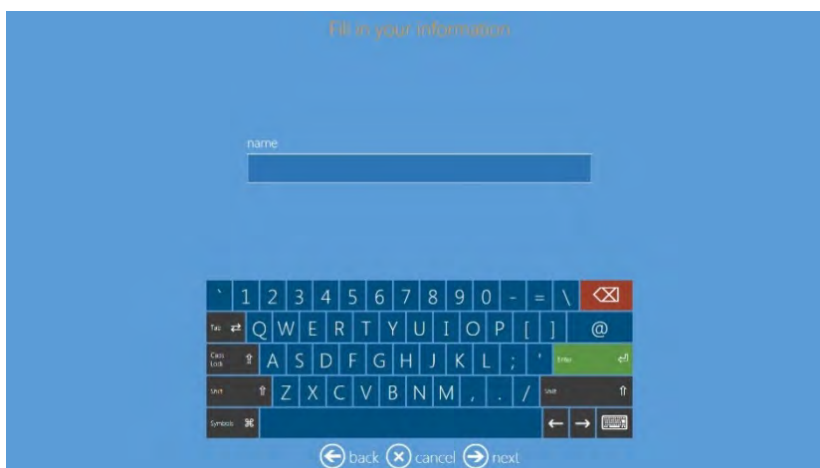 Fill in your information
name
` 1 2 3 4 5 6 7 8 9 0 - = \
Tab Q W E R T Y U I O P [ ] @
Caps Lock A S D F G H J K L ; ' Enter
Shift Z X C V B N M , . / Shift
Symbols
back cancel next